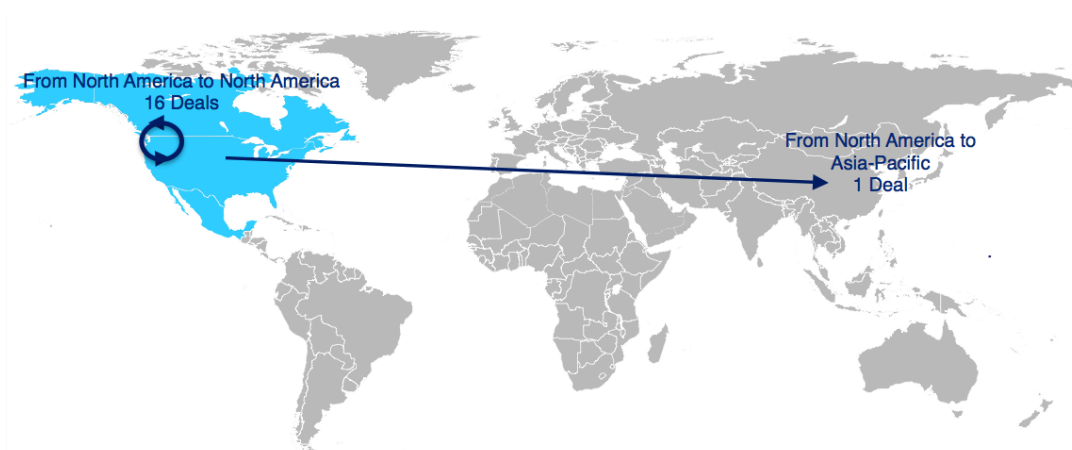 From North America to North America
16 Deals
From North America to
Asia-Pacific
1 Deal